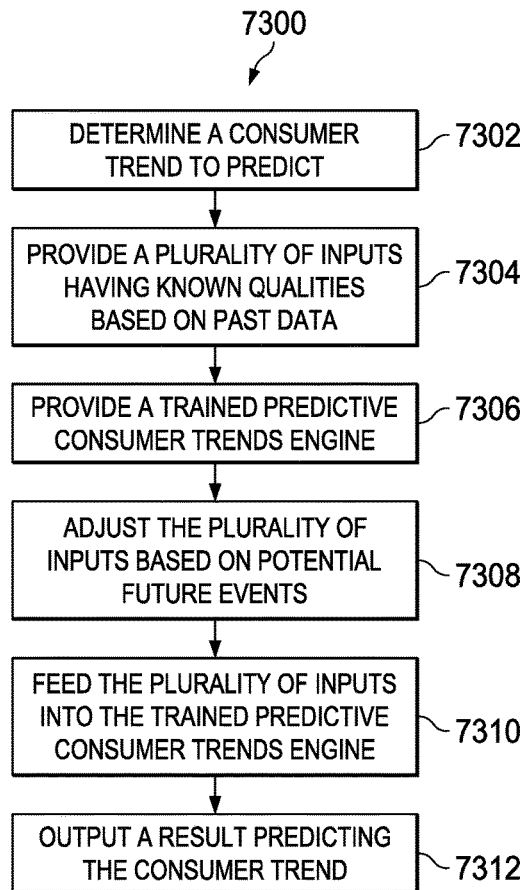 7300
DETERMINE A CONSUMER
TREND TO PREDICT
7302
PROVIDE A PLURALITY OF INPUTS
HAVING KNOWN QUALITIES
BASED ON PAST DATA
7304
PROVIDE A TRAINED PREDICTIVE
CONSUMER TRENDS ENGINE
7306
ADJUST THE PLURALITY OF
INPUTS BASED ON POTENTIAL
FUTURE EVENTS
7308
FEED THE PLURALITY OF INPUTS
INTO THE TRAINED PREDICTIVE
CONSUMER TRENDS ENGINE
7310
OUTPUT A RESULT PREDICTING
THE CONSUMER TREND
7312